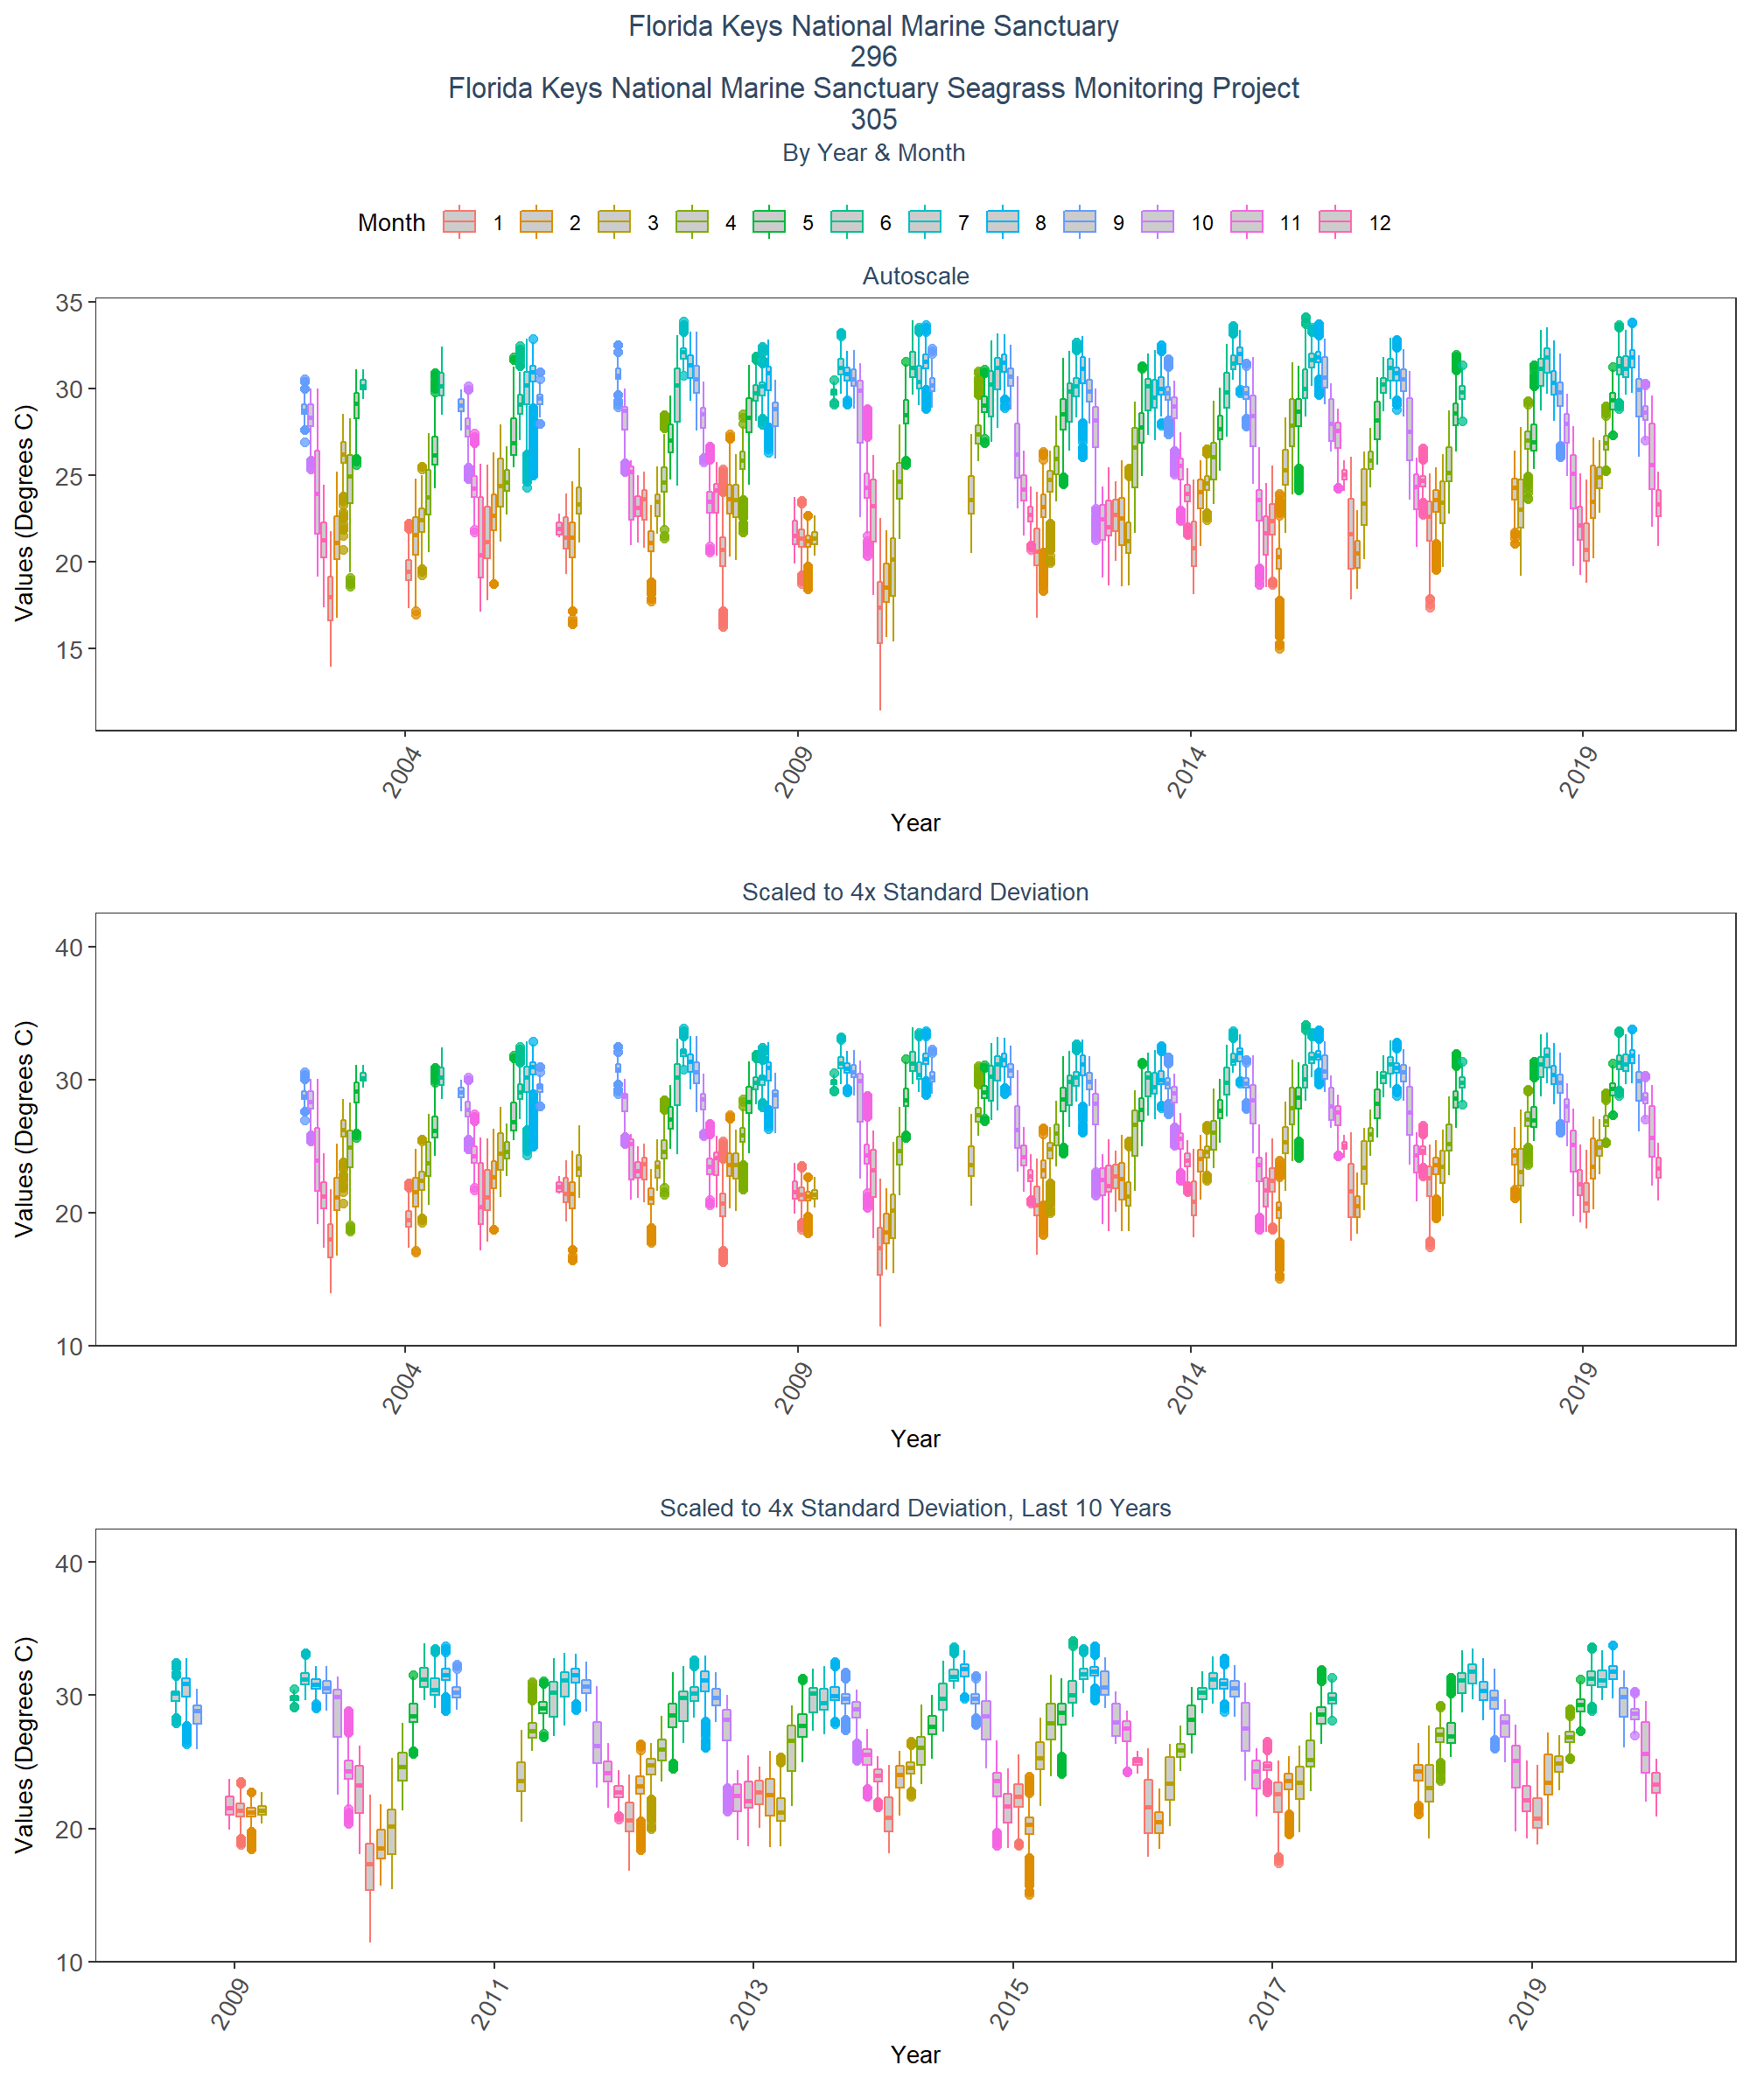 Florida Keys National Marine Sanctuary
296
Florida Keys National Marine Sanctuary Seagrass Monitoring Project
305
By Year & Month
Month 1 2 3 4 5 6 7 8 9 10 11 12
Autoscale
Values (Degrees C)
35
30
25
20
15
2004 2009 2014 2019
Year
Scaled to 4x Standard Deviation
Values (Degrees C)
40
30
20
10
2004 2009 2014 2019
Year
Scaled to 4x Standard Deviation, Last 10 Years
Values (Degrees C)
40
30
20
10
2009 2011 2013 2015 2017 2019
Year